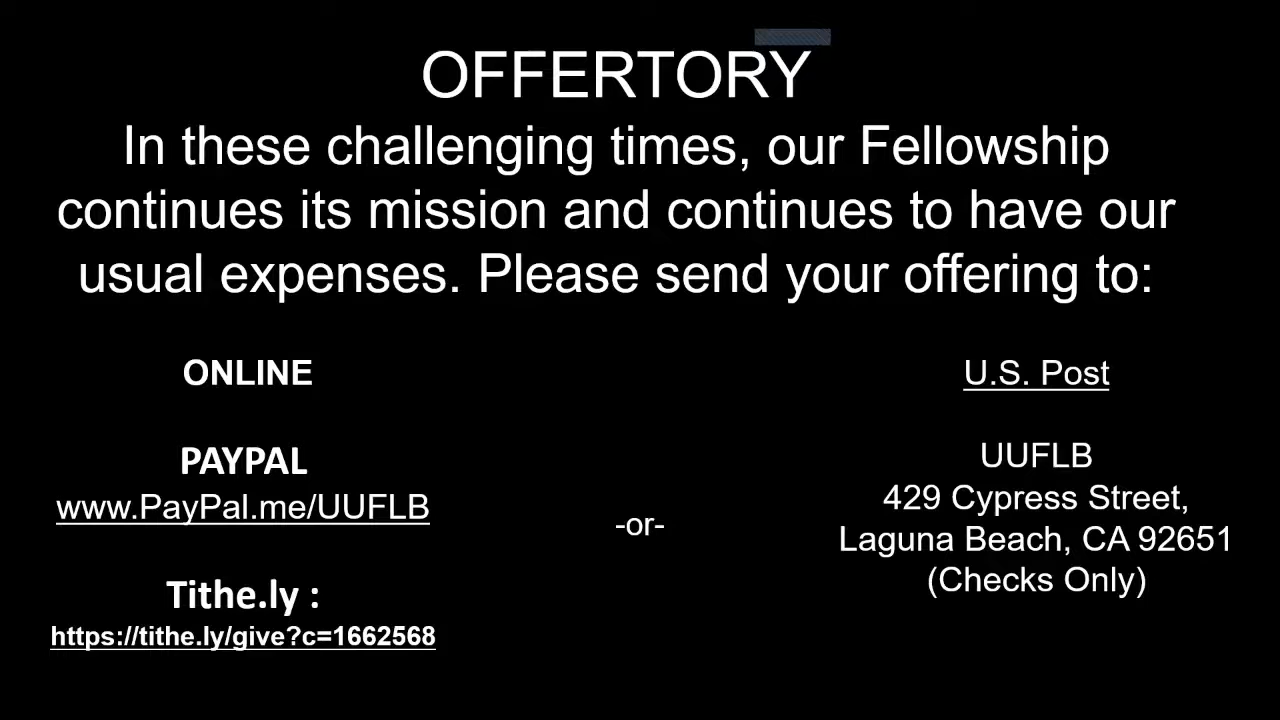 OFFERTORY
In these challenging times, our Fellowship
continues its mission and continues to have our
usual expenses. Please send your offering to:
ONLINE
PAYPAL
www.PayPal.me/UUFLB
Tithe.ly :
https://tithe.ly/give?c=1662568
-or-
U.S. Post
UUFLB
429 Cypress Street,
Laguna Beach, CA 92651
(Checks Only)